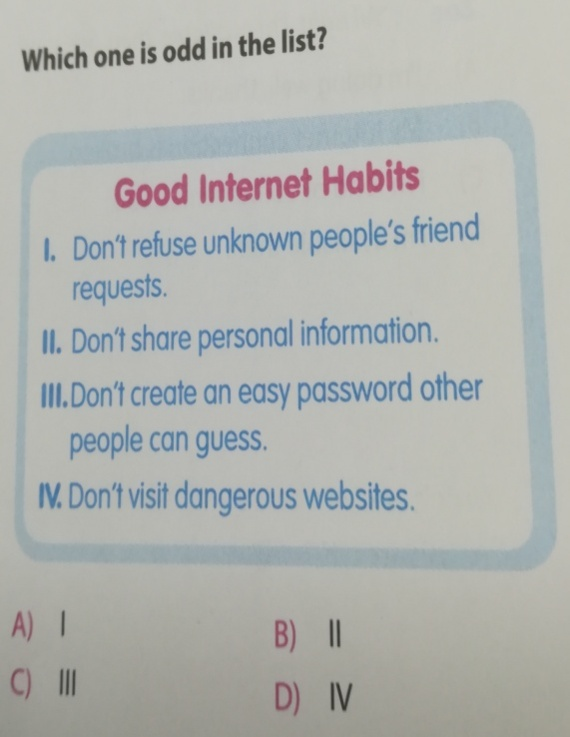 Which one is odd in the list?
Good Internet Habits
I. Don't refuse unknown people's friend
requests.
II. Don't share personal information.
III. Don't create an easy password other
people can guess.
IV. Don't visit dangerous websites.
A) I B) II
C) III D) IV